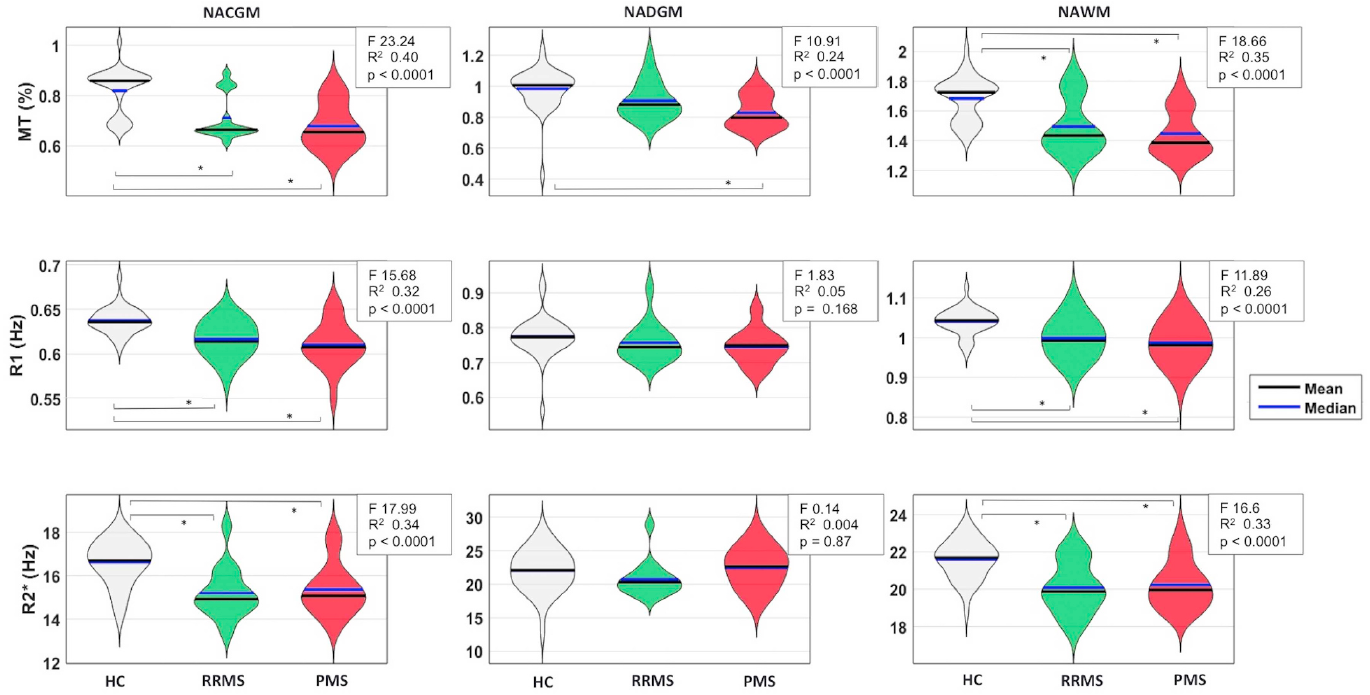 NACGM
NADGM
NAWM
MT (%)
1
0.8
0.6
F 23.24
R² 0.40
p < 0.0001
*
*
1.2
1
0.8
0.6
0.4
F 10.91
R² 0.24
p < 0.0001
*
2
1.8
1.6
1.4
1.2
F 18.66
R² 0.35
p < 0.0001
*
*
R1 (Hz)
0.7
0.65
0.6
0.55
F 15.68
R² 0.32
p < 0.0001
*
*
0.9
0.8
0.7
0.6
F 1.83
R² 0.05
p = 0.168
1.1
1
0.9
0.8
F 11.89
R² 0.26
p < 0.0001
*
*
Mean
Median
R2* (Hz)
18
16
14
12
F 17.99
R² 0.34
p < 0.0001
*
*
30
25
20
15
10
F 0.14
R² 0.004
p = 0.87
24
22
20
18
F 16.6
R² 0.33
p < 0.0001
*
*
HC RRMS PMS
HC RRMS PMS
HC RRMS PMS